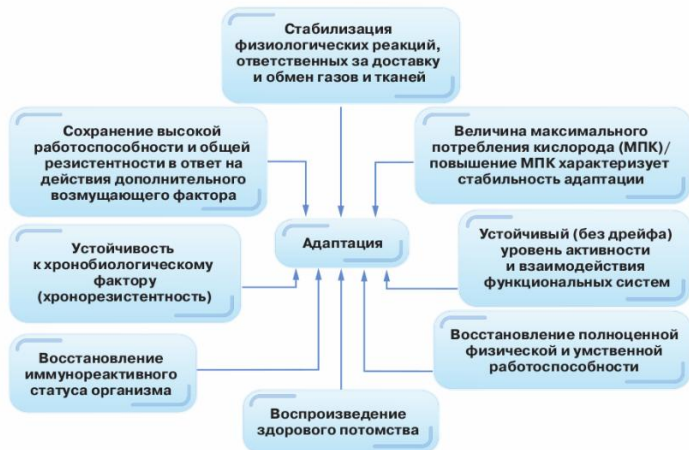 Стабилизация
физиологических реакций,
ответственных за доставку
и обмен газов и тканей
Сохранение высокой
работоспособности и общей
резистентности в ответ на
действия дополнительного
возмущающего фактора
Величина максимального
потребления кислорода (МПК)/
повышение МПК характеризует
стабильность адаптации
Адаптация
Устойчивость
к хронобиологическому
фактору
(хронорезистентность)
Устойчивый (без дрейфа)
уровень активности
и взаимодействия
функциональных систем
Восстановление
иммунореактивного
статуса организма
Восстановление полноценной
физической и умственной
работоспособности
Воспроизведение
здорового потомства